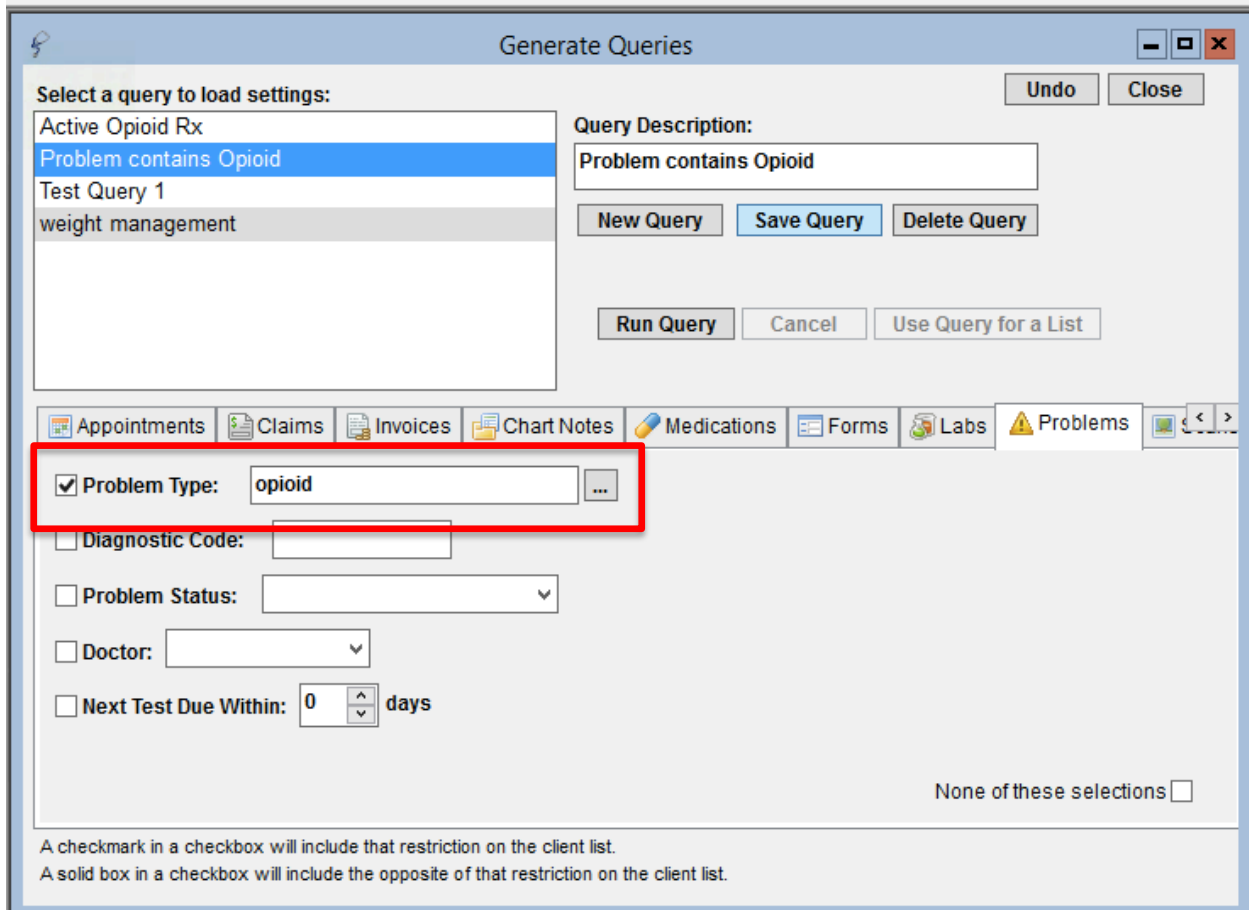 Generate Queries
Undo Close
Select a query to load settings:
Active Opioid Rx
Problem contains Opioid
Test Query 1
weight management
Query Description:
Problem contains Opioid
New Query Save Query Delete Query
Run Query Cancel Use Query for a List
Appointments Claims Invoices Chart Notes Medications Forms Labs Problems
Problem Type: opioid ...
Diagnostic Code:
Problem Status:
Doctor:
Next Test Due Within: 0 days
None of these selections
A checkmark in a checkbox will include that restriction on the client list.
A solid box in a checkbox will include the opposite of that restriction on the client list.